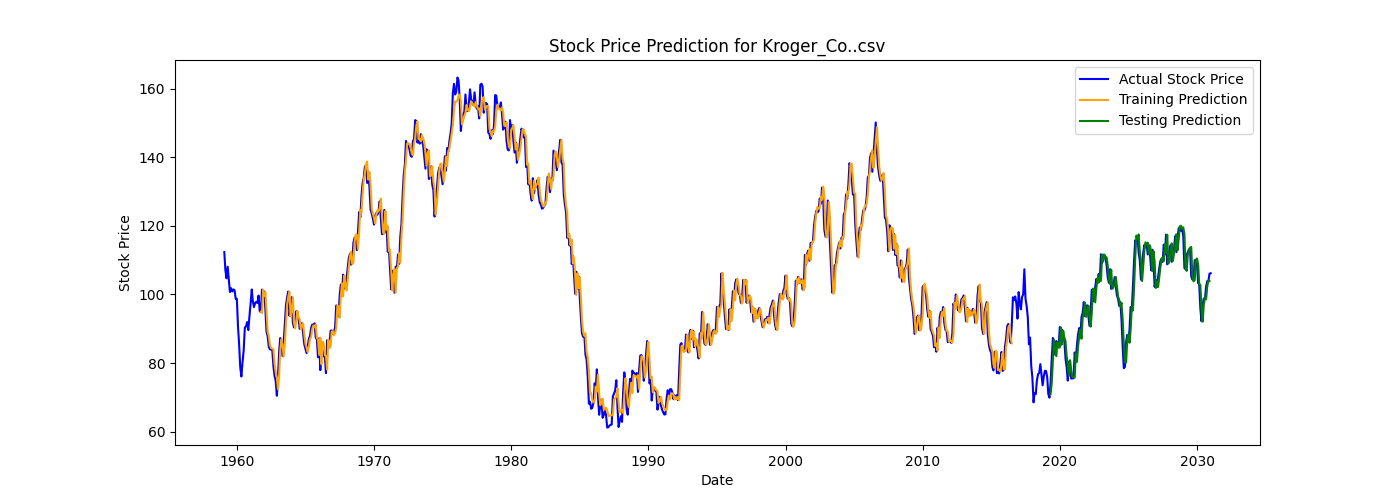 Stock Price Prediction for Kroger_Co..csv
Actual Stock Price
Training Prediction
Testing Prediction
Stock Price
160
140
120
100
80
60
1960 1970 1980 1990 2000 2010 2020 2030
Date